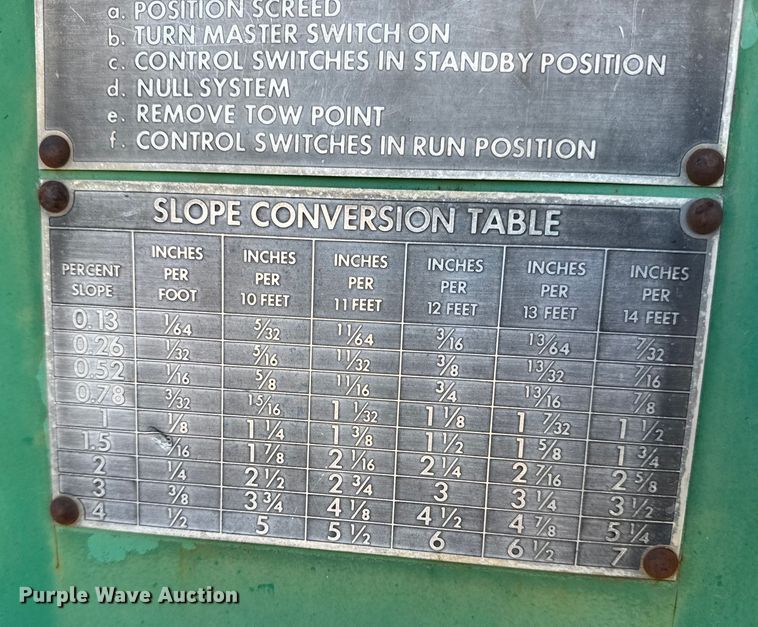 a. POSITION SCREED
b. TURN MASTER SWITCH ON
c. CONTROL SWITCHES IN STANDBY POSITION
d. NULL SYSTEM
e. REMOVE TOW POINT
f. CONTROL SWITCHES IN RUN POSITION
SLOPE CONVERSION TABLE
PERCENT
SLOPE
INCHES
PER
FOOT
INCHES
PER
10 FEET
INCHES
PER
11 FEET
INCHES
PER
12 FEET
INCHES
PER
13 FEET
INCHES
PER
14 FEET
0.13 1/64 5/32 11/64 3/16 13/64 7/32
0.26 1/32 5/16 11/32 3/8 13/32 7/16
0.52 1/16 5/8 11/16 3/4 13/16 7/8
0.78 3/32 15/16 1 1/32 1 1/8 1 7/32 1 1/2
1 1/8 1 1/4 1 3/8 1 1/2 1 5/8 1 3/4
1.5 /16 1 7/8 2 1/16 2 1/4 2 7/16 2 5/8
2 1/4 2 1/2 2 3/4 3 3 1/4 3 1/2
3 3/8 3 3/4 4 1/8 4 1/2 4 7/8 5 1/4
4 1/2 5 5 1/2 6 6 1/2 7
Purple Wave Auction